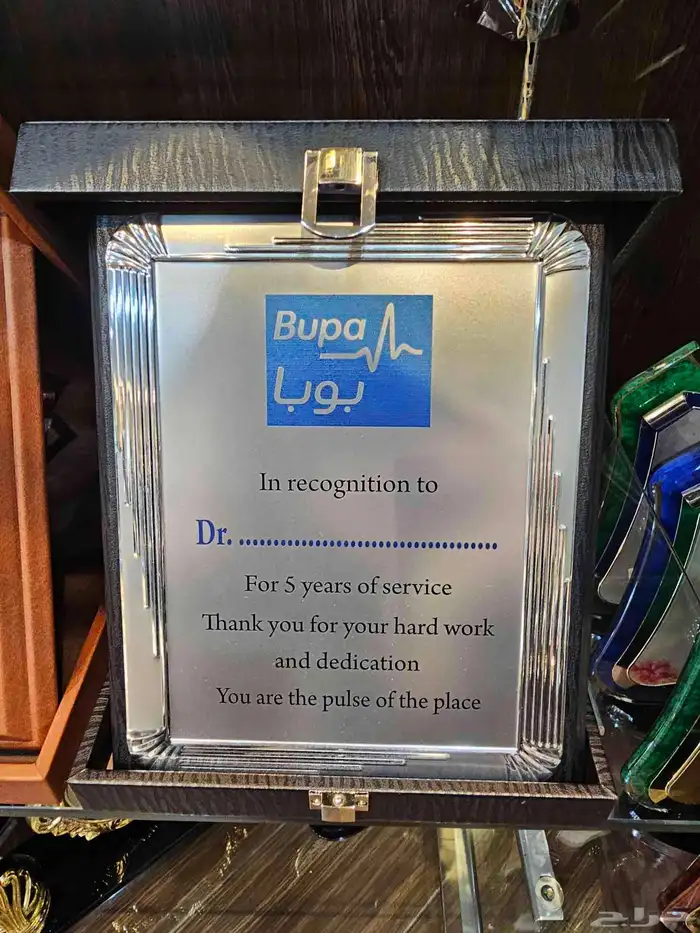 Bupa
بوبا
In recognition to
Dr. ......................................
For 5 years of service
Thank you for your hard work
and dedication
You are the pulse of the place
حراج